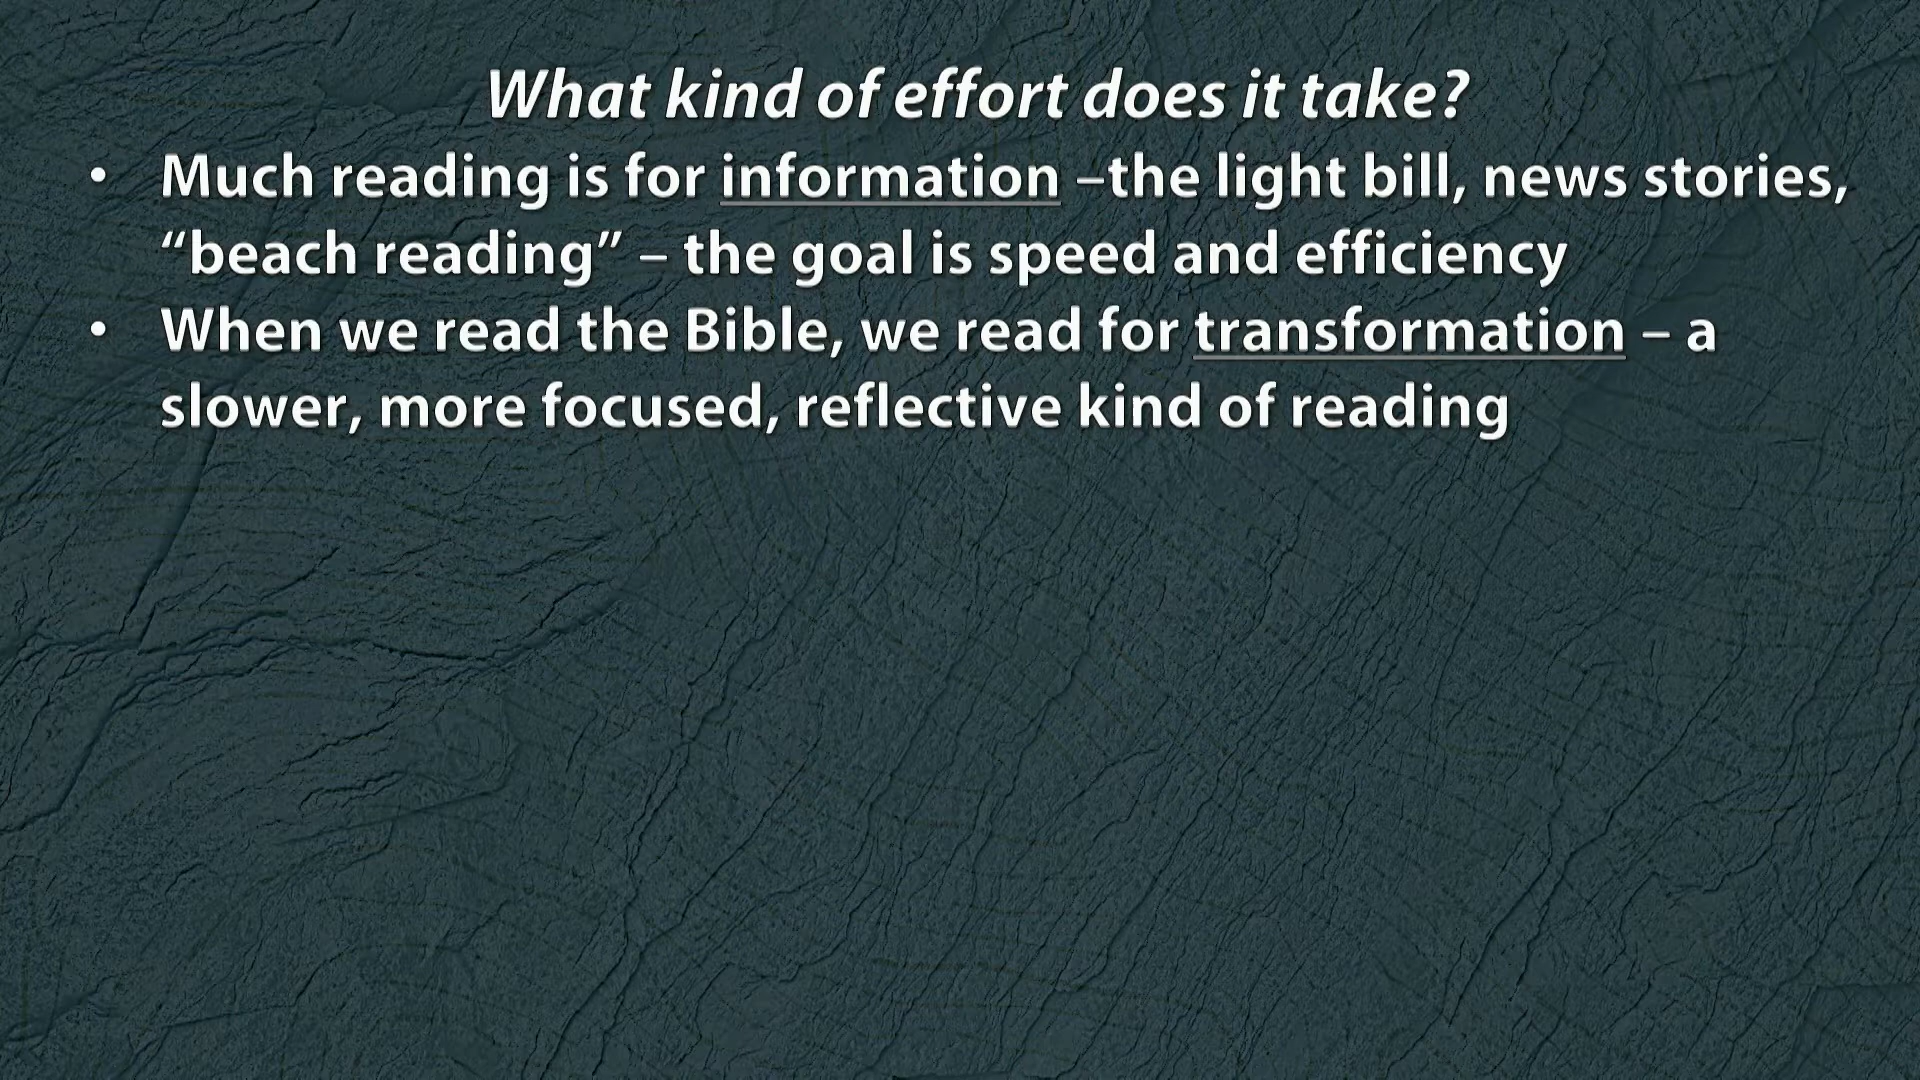 What kind of effort does it take?
• Much reading is for information –the light bill, news stories,
“beach reading” – the goal is speed and efficiency
• When we read the Bible, we read for transformation – a
slower, more focused, reflective kind of reading